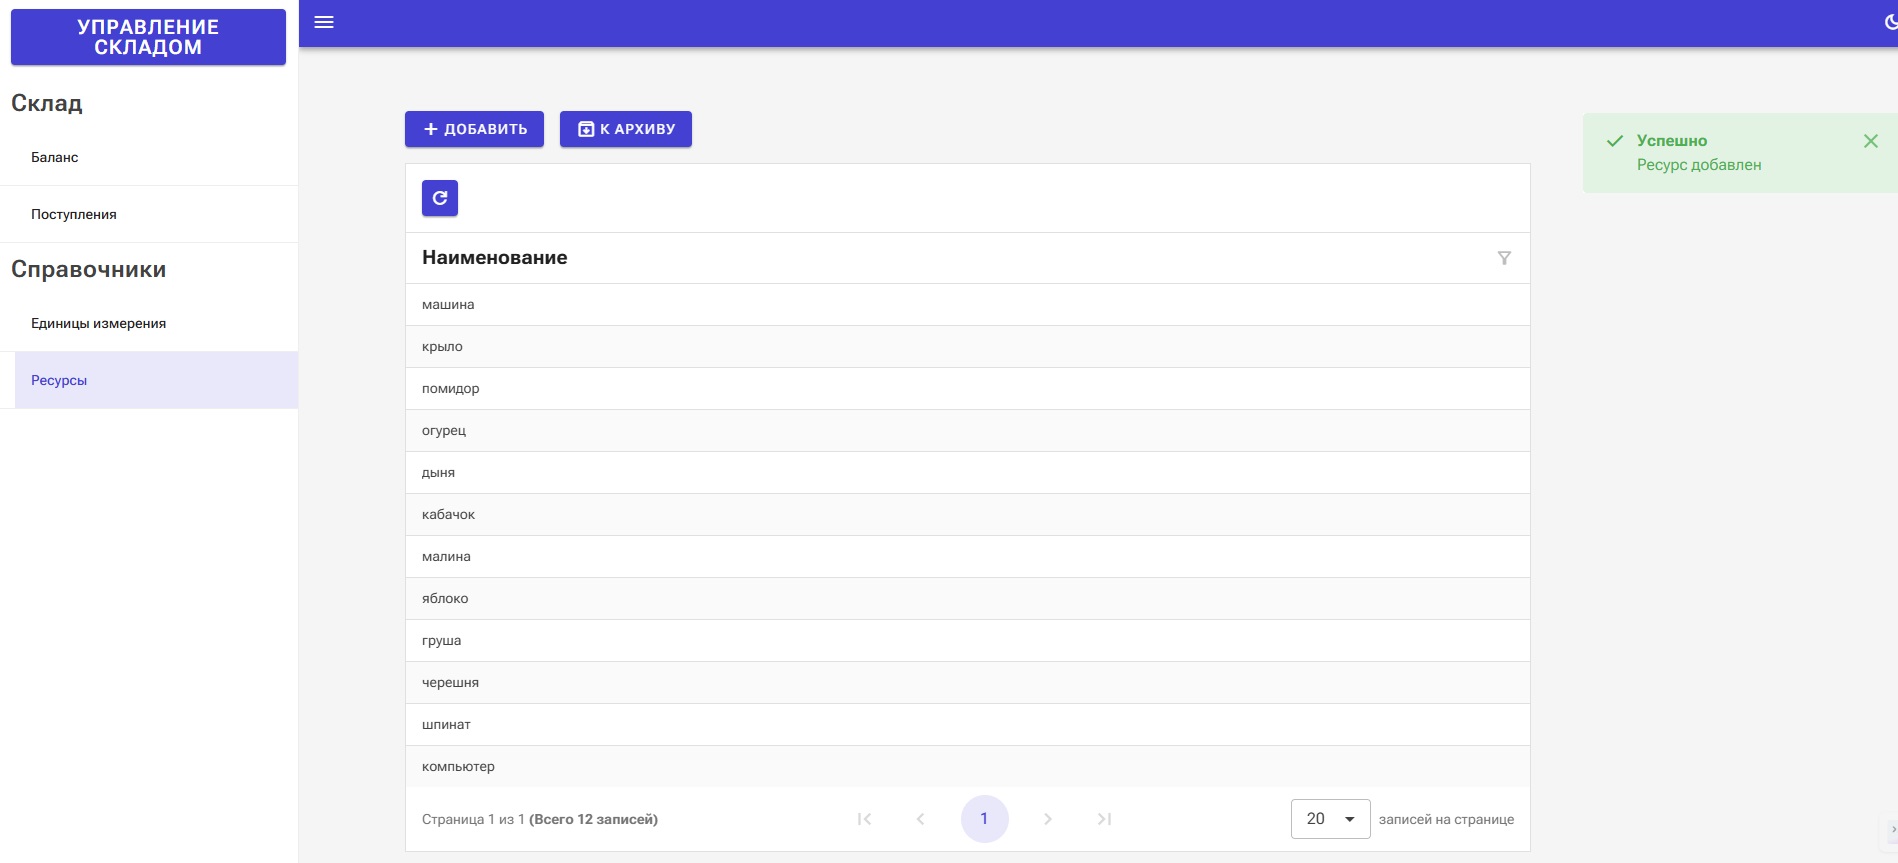 УПРАВЛЕНИЕ
СКЛАДОМ
Склад
Баланс
Поступления
Справочники
Единицы измерения
Ресурсы
ДОБАВИТЬ
К АРХИВУ
Успешно
Ресурс добавлен
Наименование
машина
крыло
помидор
огурец
дыня
кабачок
малина
яблоко
груша
черешня
шпинат
компьютер
Страница 1 из 1 (Всего 12 записей)
1
20
записей на странице